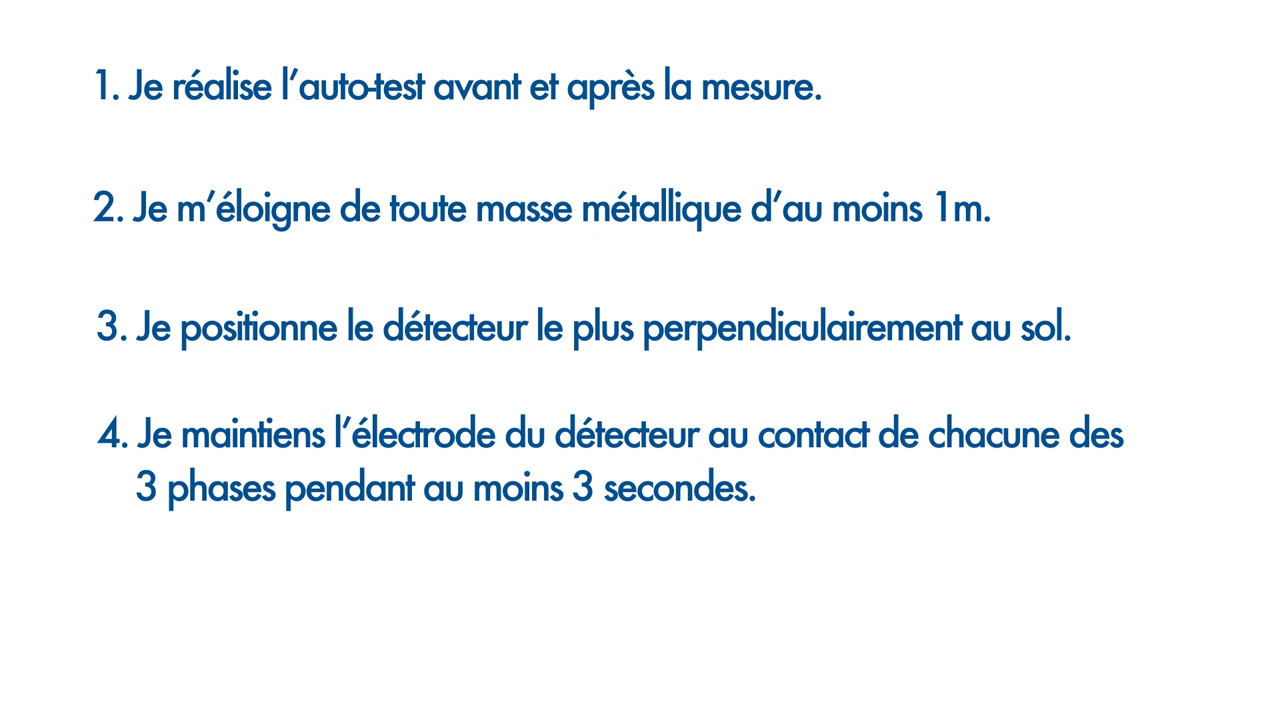 1. Je réalise l’auto-test avant et après la mesure.
2. Je m’éloigne de toute masse métallique d’au moins 1m.
3. Je positionne le détecteur le plus perpendiculairement au sol.
4. Je maintiens l’électrode du détecteur au contact de chacune des
3 phases pendant au moins 3 secondes.